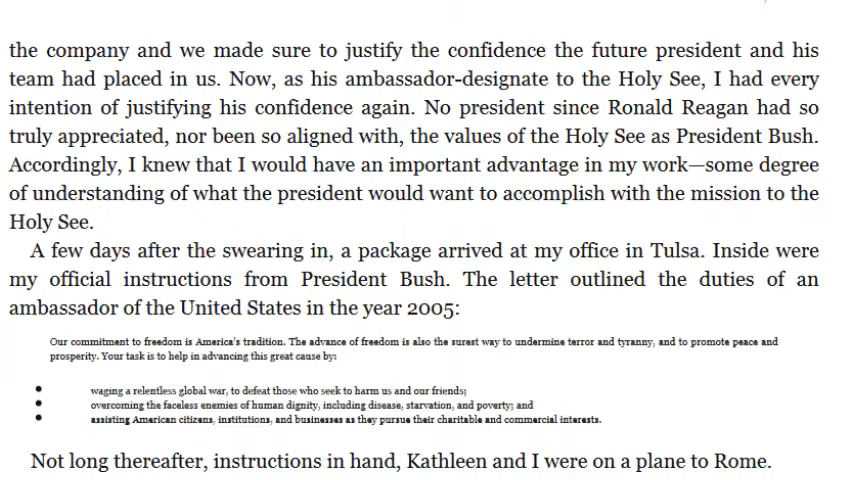 the company and we made sure to justify the confidence the future president and his
team had placed in us. Now, as his ambassador-designate to the Holy See, I had every
intention of justifying his confidence again. No president since Ronald Reagan had so
truly appreciated, nor been so aligned with, the values of the Holy See as President Bush.
Accordingly, I knew that I would have an important advantage in my work—some degree
of understanding of what the president would want to accomplish with the mission to the
Holy See.
A few days after the swearing in, a package arrived at my office in Tulsa. Inside were
my official instructions from President Bush. The letter outlined the duties of an
ambassador of the United States in the year 2005:
Our commitment to freedom is America's tradition. The advance of freedom is also the surest way to undermine terror and tyranny, and to promote peace and
prosperity. Your task is to help in advancing this great cause by:
• waging a relentless global war, to defeat those who seek to harm us and our friends;
• overcoming the faceless enemies of human dignity, including disease, starvation, and poverty; and
• assisting American citizens, institutions, and businesses as they pursue their charitable and commercial interests.
Not long thereafter, instructions in hand, Kathleen and I were on a plane to Rome.